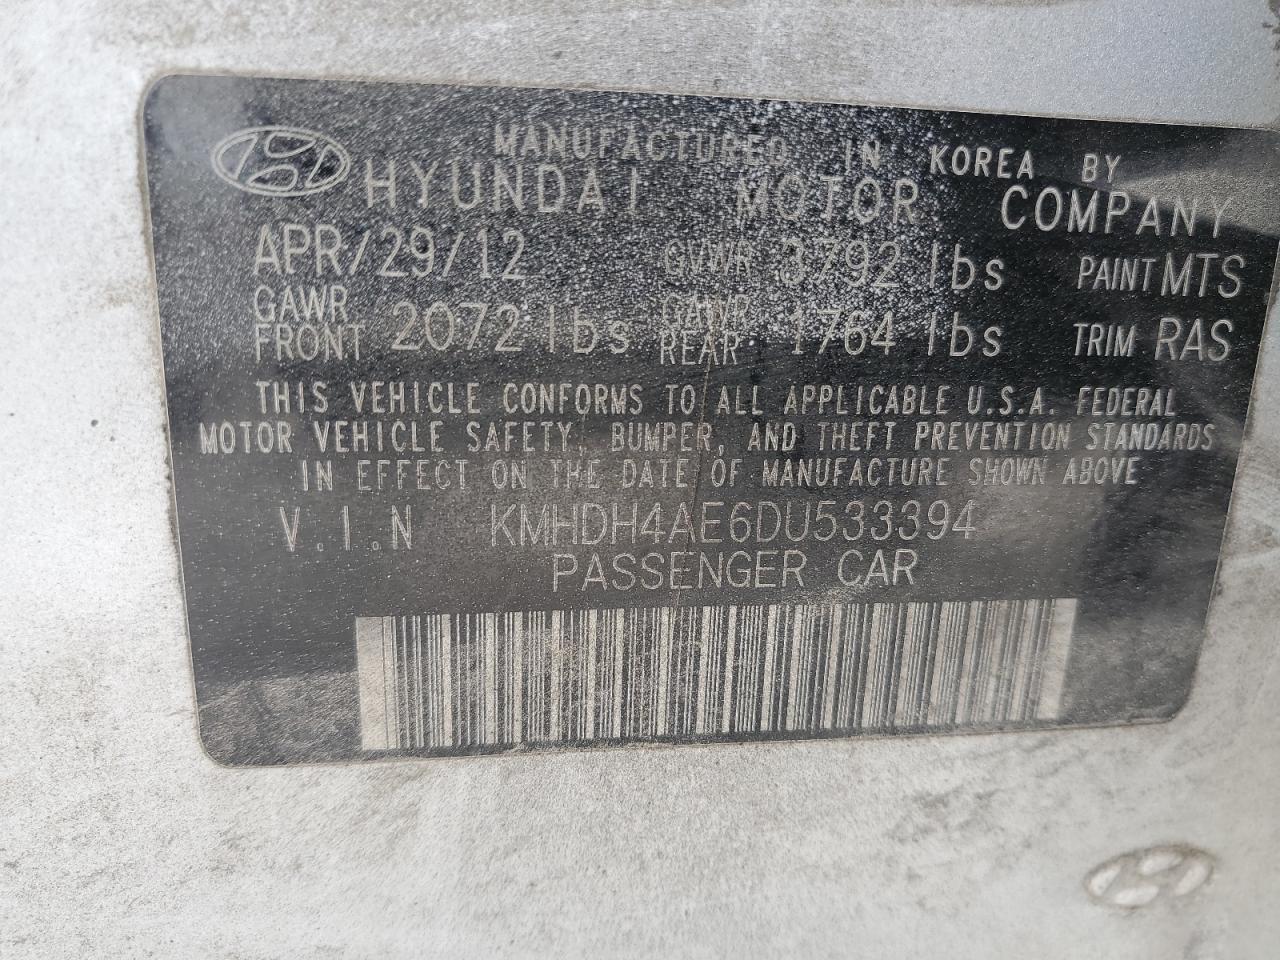 MANUFACTURED IN KOREA BY
HYUNDAI MOTOR COMPANY
APR/29/12 GVWR 3792 lbs PAINT MTS
GAWR FRONT 2072 lbs GAWR REAR 1764 lbs TRIM RAS
THIS VEHICLE CONFORMS TO ALL APPLICABLE U.S.A. FEDERAL
MOTOR VEHICLE SAFETY, BUMPER, AND THEFT PREVENTION STANDARDS
IN EFFECT ON THE DATE OF MANUFACTURE SHOWN ABOVE
V.I.N KMHDH4AE6DU533394
PASSENGER CAR